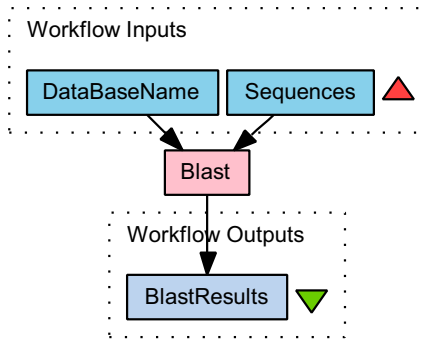 Workflow Inputs
DataBaseName
Sequences
Blast
Workflow Outputs
BlastResults